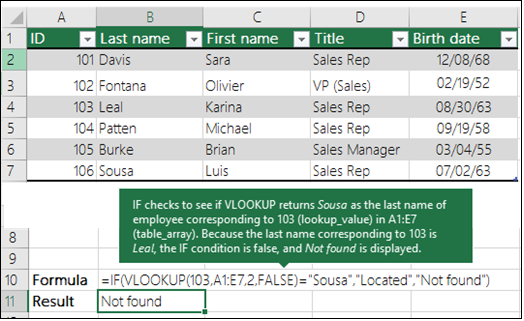 A B C D E
1 ID Last name First name Title Birth date
2 101 Davis Sara Sales Rep 12/08/68
3 102 Fontana Olivier VP (Sales) 02/19/52
4 103 Leal Karina Sales Rep 08/30/63
5 104 Patten Michael Sales Rep 09/19/58
6 105 Burke Brian Sales Manager 03/04/55
7 106 Sousa Luis Sales Rep 07/02/63
IF checks to see if VLOOKUP returns Sousa as the last name of
employee corresponding to 103 (lookup_value) in A1:E7
(table_array). Because the last name corresponding to 103 is
Leal, the IF condition is false, and Not found is displayed.
8
9
10 Formula =IF(VLOOKUP(103,A1:E7,2,FALSE)="Sousa","Located","Not found")
11 Result Not found